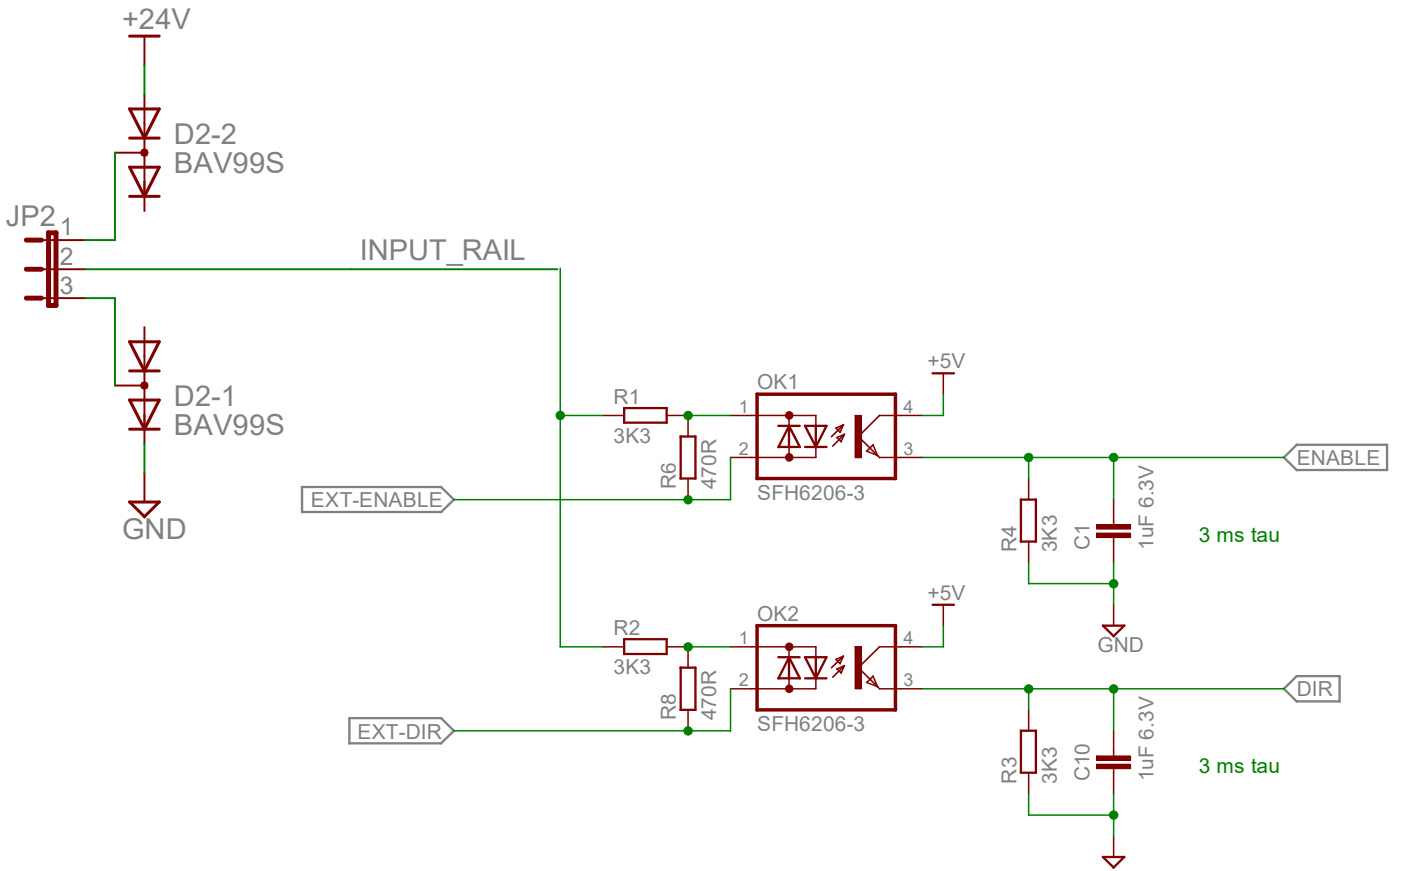 +24V
D2-2
BAV99S
JP2
1
2
3
INPUT_RAIL
D2-1
BAV99S
GND
+5V
OK1
R1
3K3
1
4
R6
470R
2
3
SFH6206-3
EXT-ENABLE
ENABLE
R4
3K3
C1
1uF 6.3V
3 ms tau
GND
+5V
OK2
R2
3K3
1
4
R8
470R
2
3
SFH6206-3
EXT-DIR
DIR
R3
3K3
C10
1uF 6.3V
3 ms tau